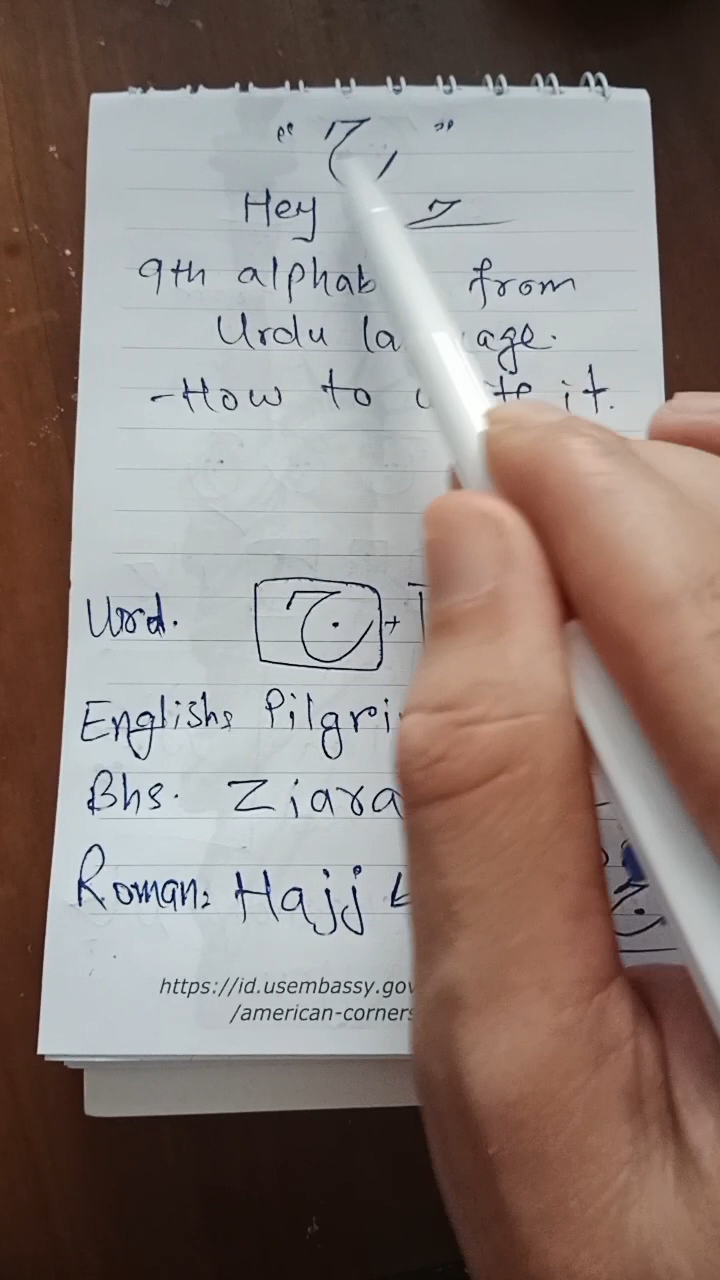 “ ح ”
Hey حـ
9th alphab from
Urdu la age.
-How to it.
Urd. ج +
English: Pilgri
Bhs. Ziara
Roman: Hajj
https://id.usembassy.gov
/american-corners